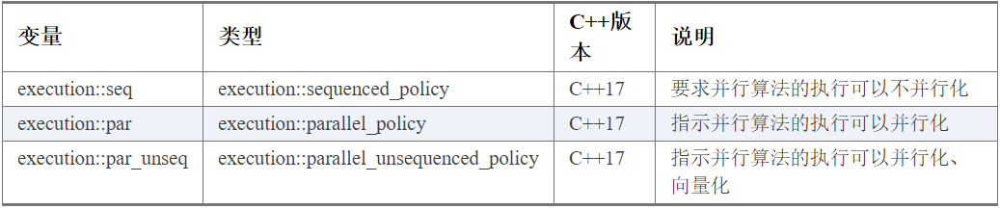 变量 类型 C++版本 说明
execution::seq execution::sequenced_policy C++17 要求并行算法的执行可以不并行化
execution::par execution::parallel_policy C++17 指示并行算法的执行可以并行化
execution::par_unseq execution::parallel_unsequenced_policy C++17 指示并行算法的执行可以并行化、
向量化